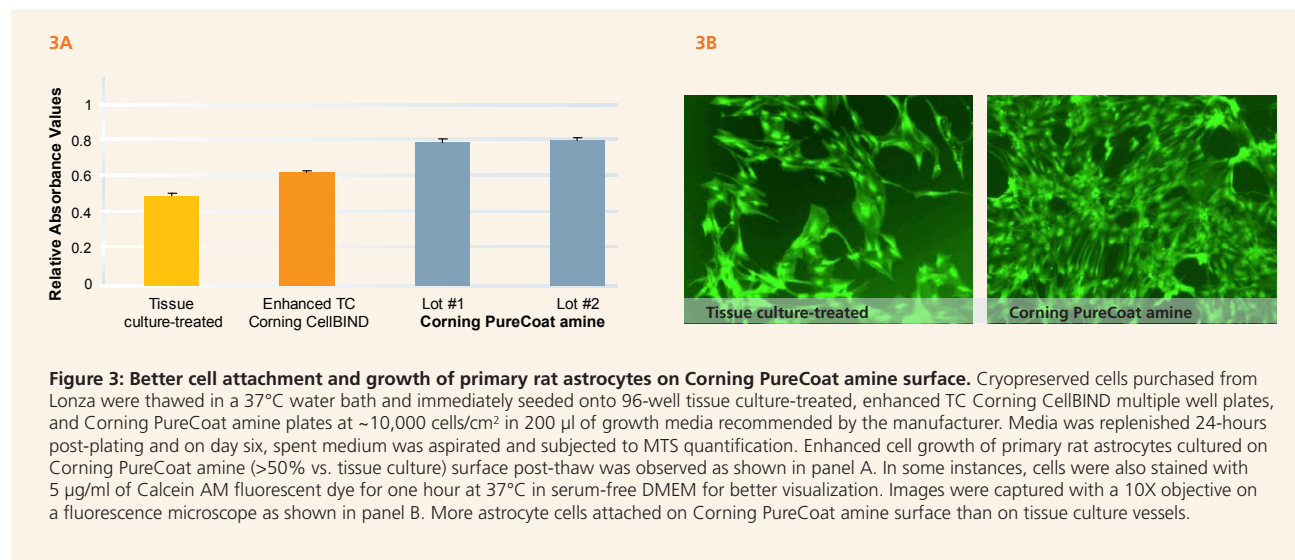 3A
3B
Relative Absorbance Values
1
0.8
0.6
0.4
0.2
0
Tissue
culture-treated
Enhanced TC
Corning CellBIND
Lot #1
Lot #2
Corning PureCoat amine
Tissue culture-treated
Corning PureCoat amine
Figure 3: Better cell attachment and growth of primary rat astrocytes on Corning PureCoat amine surface. Cryopreserved cells purchased from
Lonza were thawed in a 37°C water bath and immediately seeded onto 96-well tissue culture-treated, enhanced TC Corning CellBIND multiple well plates,
and Corning PureCoat amine plates at ~10,000 cells/cm² in 200 µl of growth media recommended by the manufacturer. Media was replenished 24-hours
post-plating and on day six, spent medium was aspirated and subjected to MTS quantification. Enhanced cell growth of primary rat astrocytes cultured on
Corning PureCoat amine (>50% vs. tissue culture) surface post-thaw was observed as shown in panel A. In some instances, cells were also stained with
5 µg/ml of Calcein AM fluorescent dye for one hour at 37°C in serum-free DMEM for better visualization. Images were captured with a 10X objective on
a fluorescence microscope as shown in panel B. More astrocyte cells attached on Corning PureCoat amine surface than on tissue culture vessels.